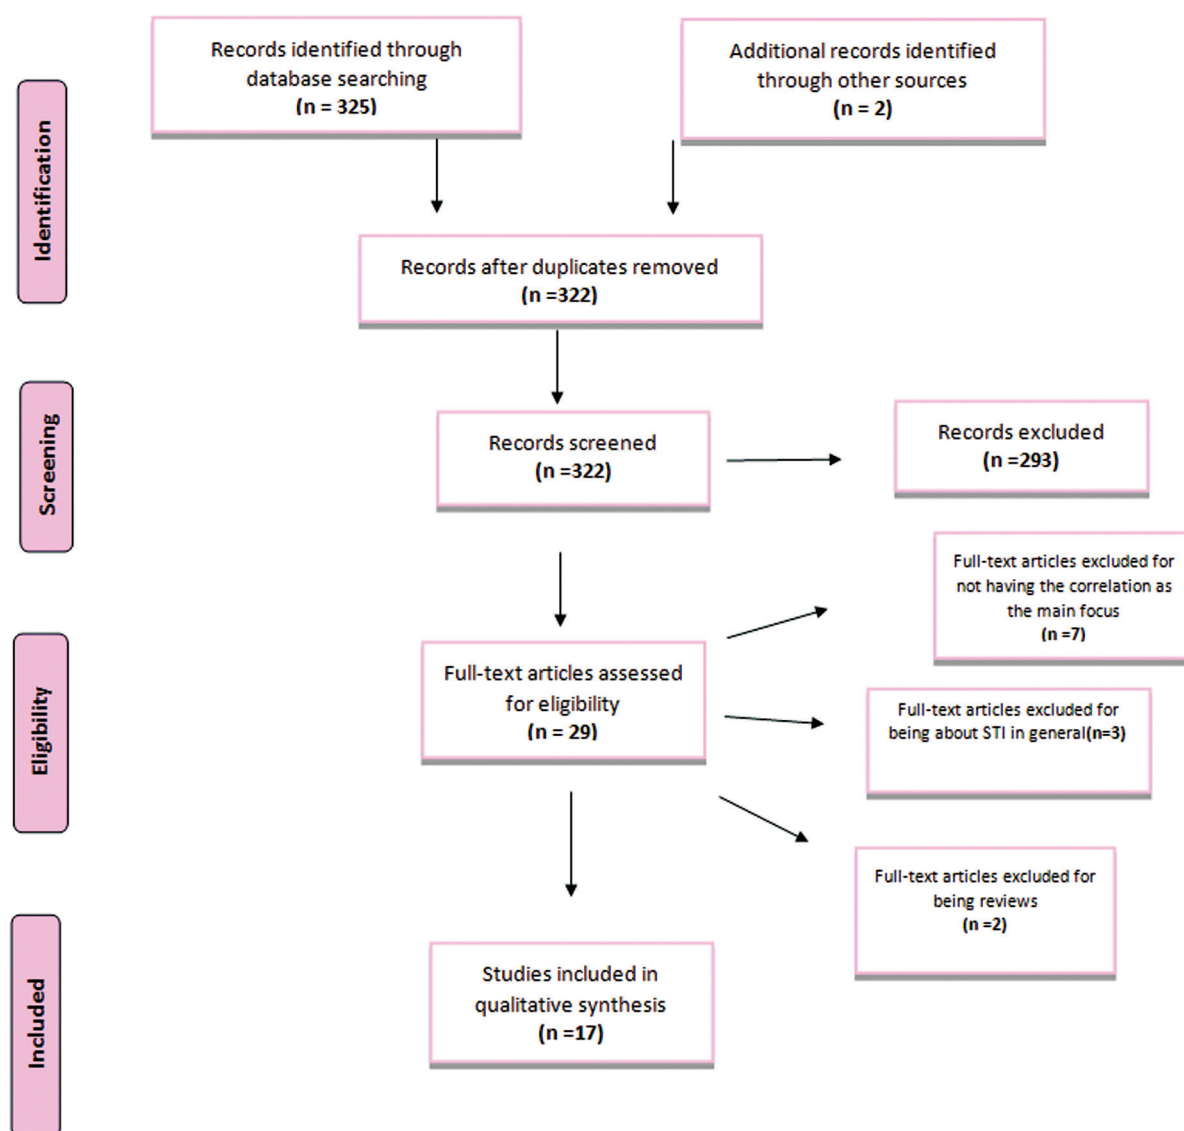 Records identified through
database searching
(n = 325)
Additional records identified
through other sources
(n = 2)
Identification
Records after duplicates removed
(n =322)
Screening
Records screened
(n =322)
Records excluded
(n =293)
Full-text articles excluded for
not having the correlation as
the main focus
(n =7)
Eligibility
Full-text articles assessed
for eligibility
(n = 29)
Full-text articles excluded for
being about STI in general(n=3)
Full-text articles excluded for
being reviews
(n =2)
Included
Studies included in
qualitative synthesis
(n =17)